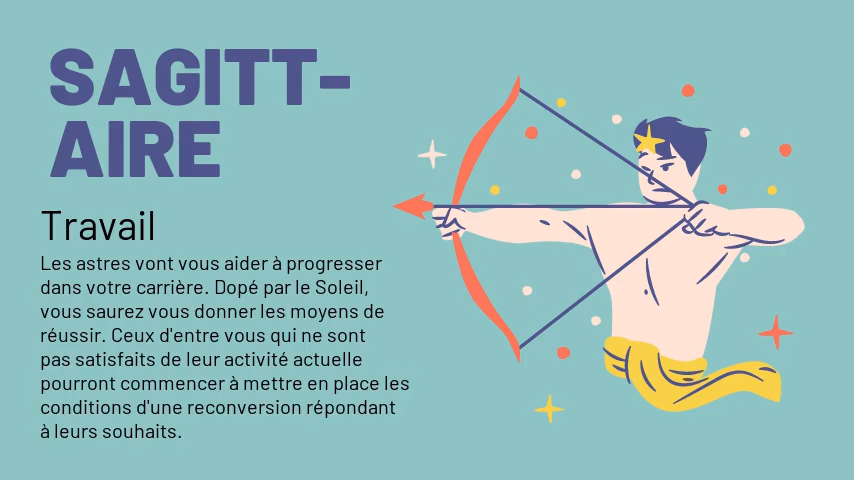 SAGITT-
AIRE
Travail
Les astres vont vous aider à progresser
dans votre carrière. Dopé par le Soleil,
vous saurez vous donner les moyens de
réussir. Ceux d'entre vous qui ne sont
pas satisfaits de leur activité actuelle
pourront commencer à mettre en place les
conditions d'une reconversion répondant
à leurs souhaits.